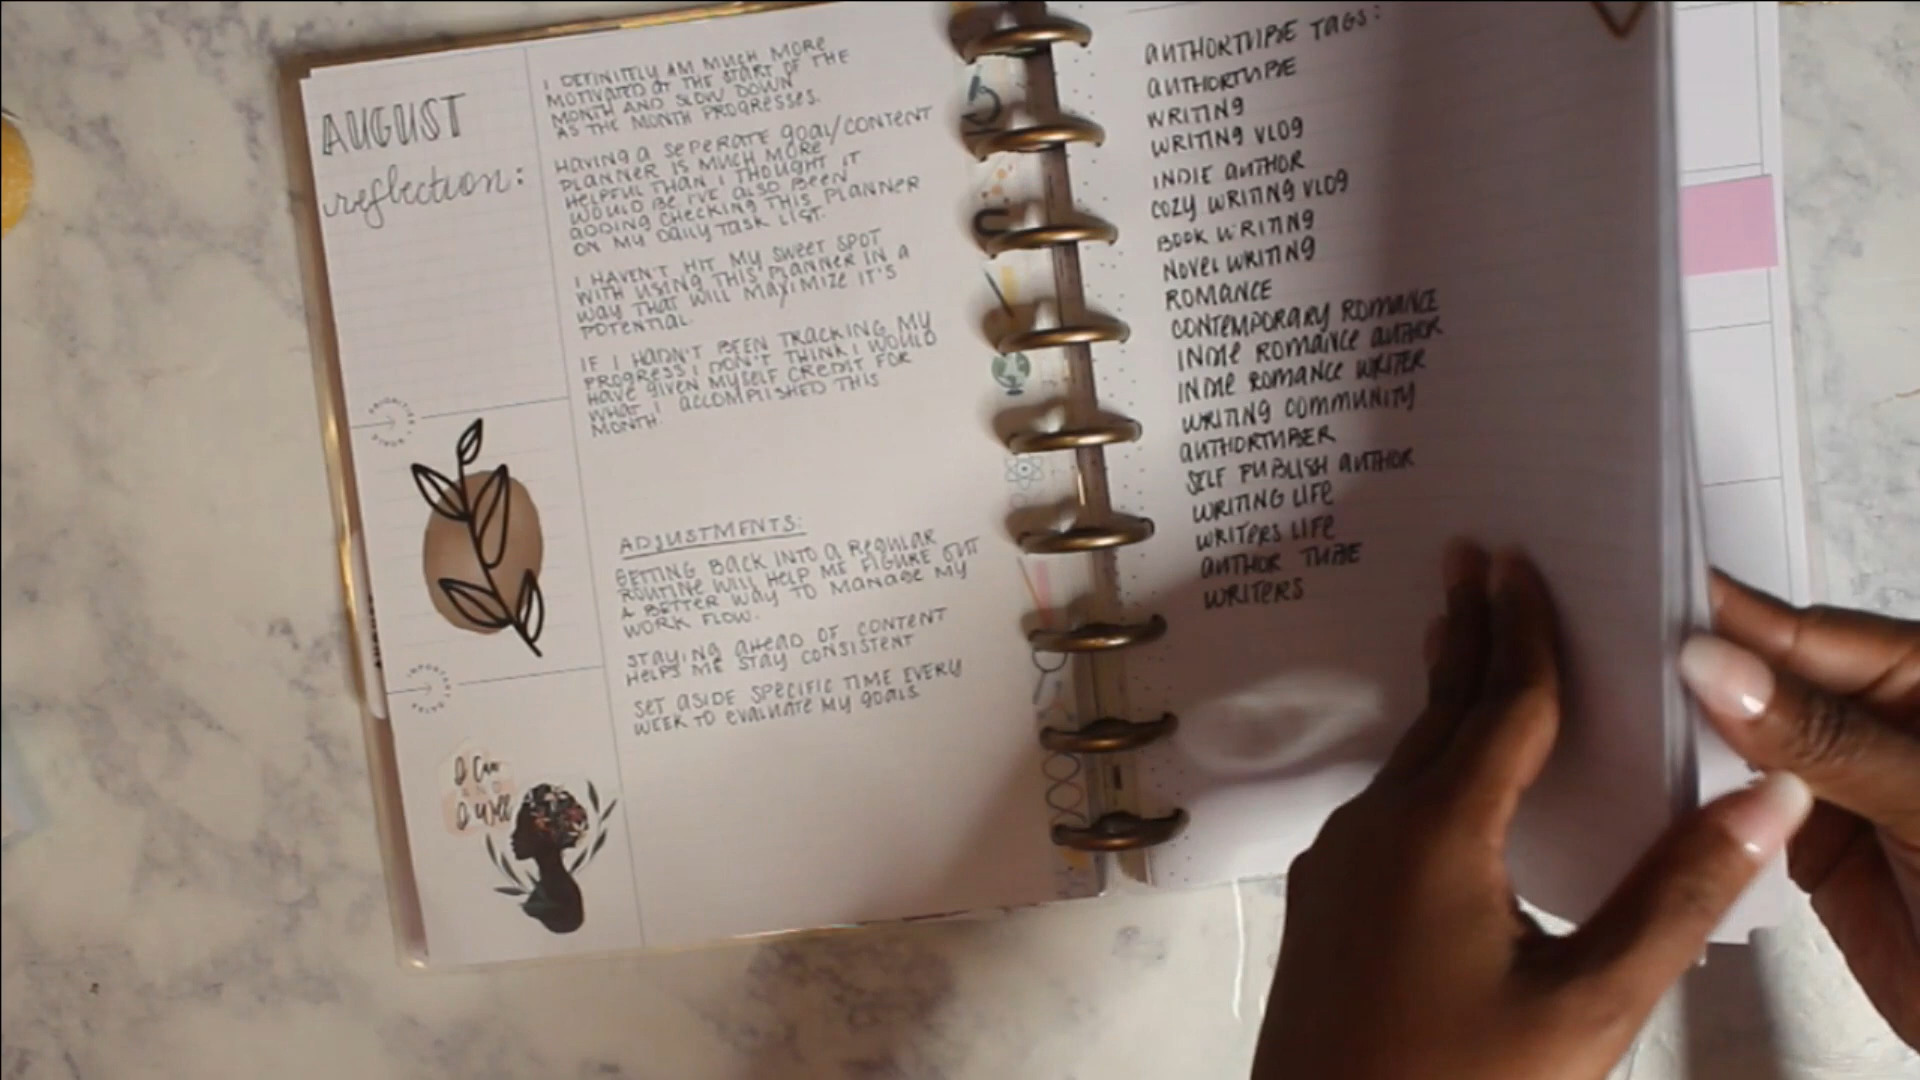 AUGUST
reflection:
I DEFINITELY AM MUCH MORE
MOTIVATED AT THE START OF THE
MONTH AND SLOW DOWN
AS THE MONTH PROGRESSES.
HAVING A SEPERATE GOAL/CONTENT
PLANNER IS MUCH MORE
HELPFUL THAN I THOUGHT IT
WOULD BE. I'VE ALSO BEEN
ADDING CHECKING THIS PLANNER
ON MY DAILY TASK LIST.
I HAVEN'T HIT MY SWEET SPOT
WITH USING THIS PLANNER IN A
WAY THAT WILL MAXIMIZE IT'S
POTENTIAL.
IF I HADN'T BEEN TRACKING MY
PROGRESS I DON'T THINK I WOULD
HAVE GIVEN MYSELF CREDIT FOR
WHAT I ACCOMPLISHED THIS
MONTH.
ADJUSTMENTS:
GETTING BACK INTO A REGULAR
ROUTINE WILL HELP ME FIGURE OUT
A BETTER WAY TO MANAGE MY
WORK FLOW.
STAYING AHEAD OF CONTENT
HELPS ME STAY CONSISTENT
SET ASIDE SPECIFIC TIME EVERY
WEEK TO EVALUATE MY GOALS.
I Can
AND
I Will
AUTHORTUBE TAGS:
AUTHORTUBE
WRITING
WRITING VLOG
INDIE AUTHOR
COZY WRITING VLOG
BOOK WRITING
NOVEL WRITING
ROMANCE
CONTEMPORARY ROMANCE
INDIE ROMANCE AUTHOR
INDIE ROMANCE WRITER
WRITING COMMUNITY
AUTHORTUBER
SELF PUBLISH AUTHOR
WRITING LIFE
WRITERS LIFE
AUTHOR TUBE
WRITERS